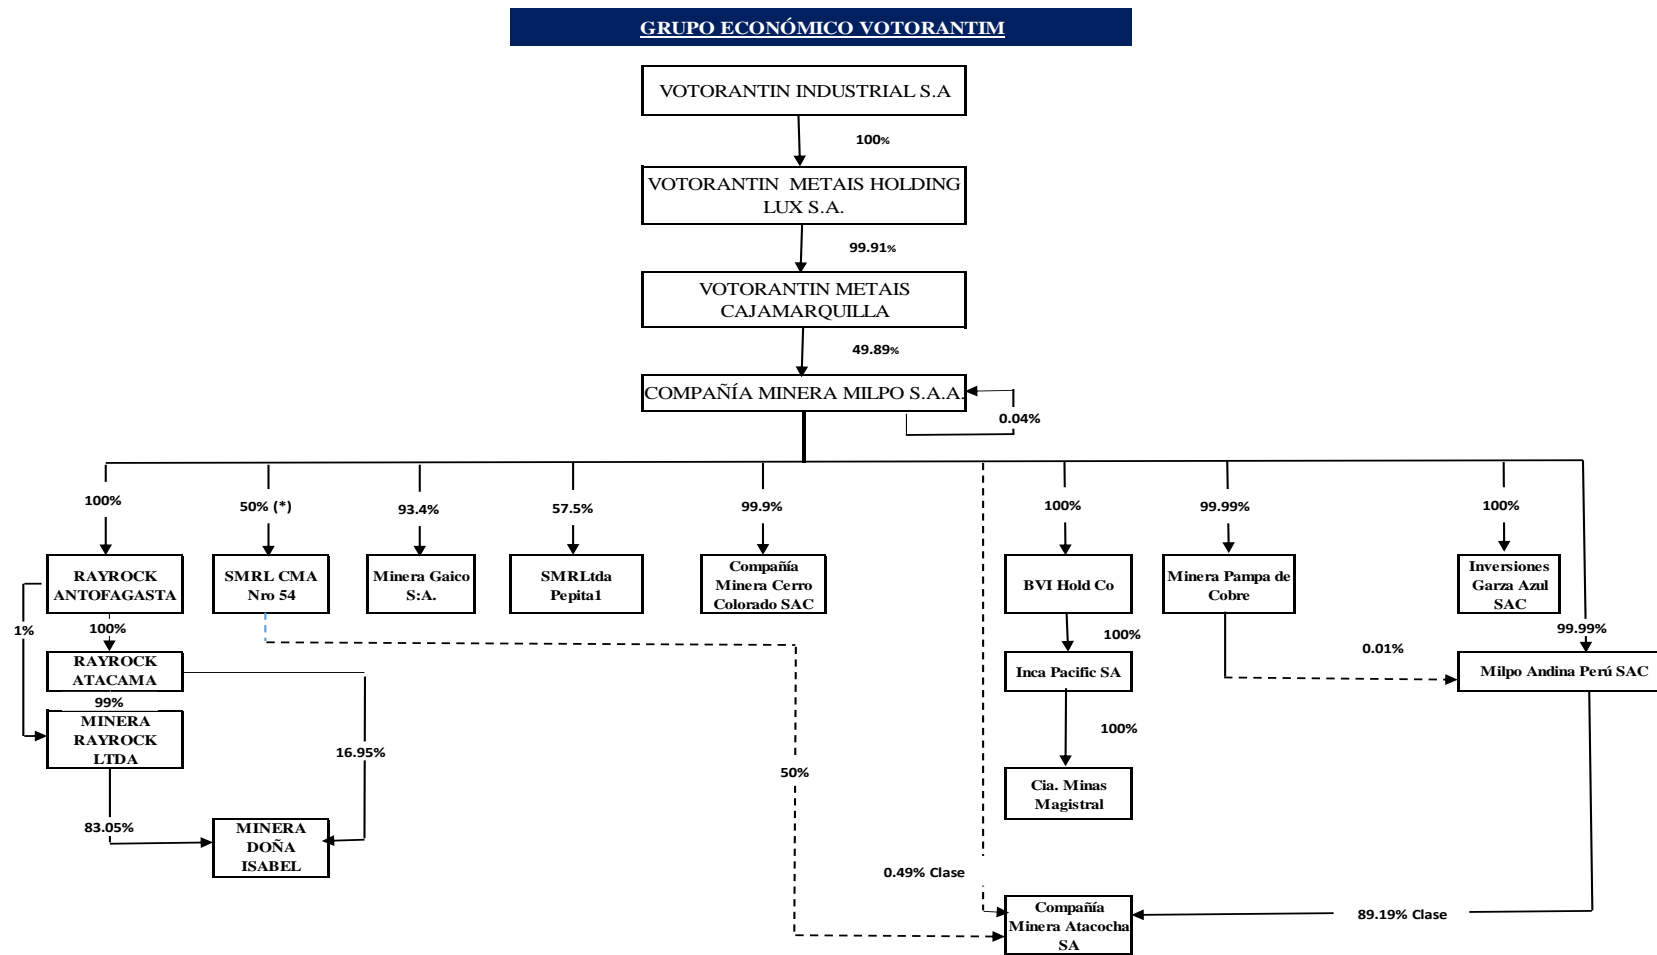 GRUPO ECONÓMICO VOTORANTIM
VOTORANTIN INDUSTRIAL S.A
100%
VOTORANTIN METAIS HOLDING
LUX S.A.
99.91%
VOTORANTIN METAIS
CAJAMARQUILLA
49.89%
COMPAÑÍA MINERA MILPO S.A.A.
0.04%
100%
50% (*)
93.4%
57.5%
99.9%
100%
99.99%
100%
RAYROCK
ANTOFAGASTA
SMRL CMA
Nro 54
Minera Gaico
S:A.
SMRLtda
Pepita1
Compañía
Minera Cerro
Colorado SAC
BVI Hold Co
Minera Pampa de
Cobre
Inversiones
Garza Azul
SAC
1%
100%
100%
99.99%
0.01%
RAYROCK
ATACAMA
Inca Pacific SA
Milpo Andina Perú SAC
99%
MINERA
RAYROCK
LTDA
16.95%
100%
50%
Cia. Minas
Magistral
83.05%
MINERA
DOÑA
ISABEL
0.49% Clase
Compañía
Minera Atacocha
SA
89.19% Clase